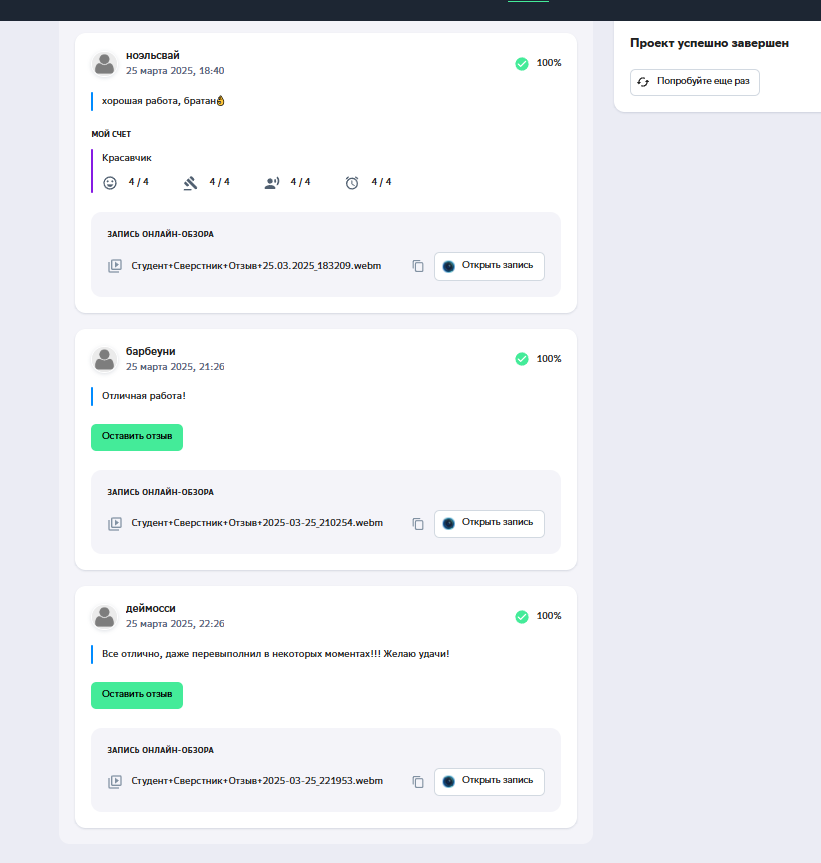 ноэльсвай
25 марта 2025, 18:40
100%
хорошая работа, братан👌
МОЙ СЧЕТ
Красавчик
4 / 4 4 / 4 4 / 4 4 / 4
ЗАПИСЬ ОНЛАЙН-ОБЗОРА
Студент+Сверстник+Отзыв+25.03.2025_183209.webm
Открыть запись
барбеуни
25 марта 2025, 21:26
100%
Отличная работа!
Оставить отзыв
ЗАПИСЬ ОНЛАЙН-ОБЗОРА
Студент+Сверстник+Отзыв+2025-03-25_210254.webm
Открыть запись
деймосси
25 марта 2025, 22:26
100%
Все отлично, даже перевыполнил в некоторых моментах!!! Желаю удачи!
Оставить отзыв
ЗАПИСЬ ОНЛАЙН-ОБЗОРА
Студент+Сверстник+Отзыв+2025-03-25_221953.webm
Открыть запись
Проект успешно завершен
Попробуйте еще раз